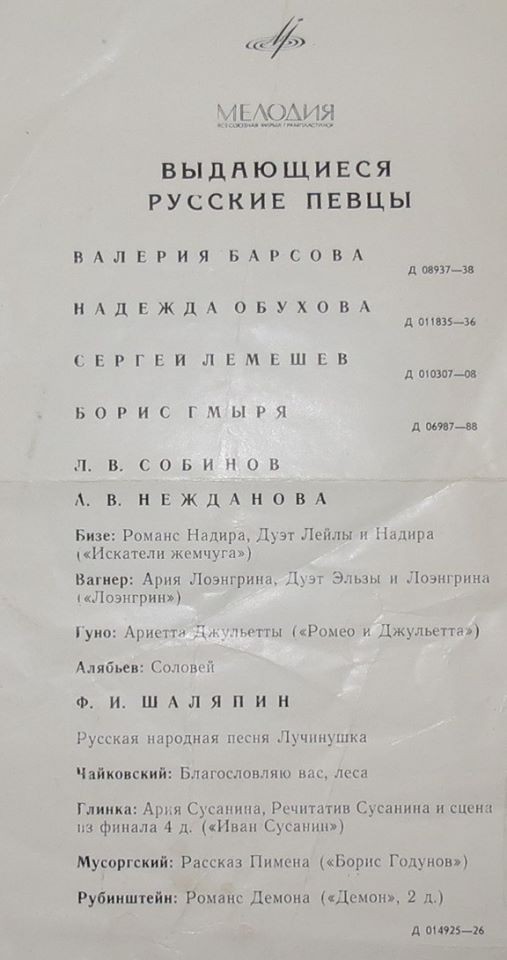 МЕЛОДИЯ
ВСЕСОЮЗНАЯ ФИРМА ГРАМПЛАСТИНОК
ВЫДАЮЩИЕСЯ
РУССКИЕ ПЕВЦЫ
ВАЛЕРИЯ БАРСОВА
Д 08937—38
НАДЕЖДА ОБУХОВА
Д 011835—36
СЕРГЕЙ ЛЕМЕШЕВ
Д 010307—08
БОРИС ГМЫРЯ
Д 06987—88
Л. В. СОБИНОВ
А. В. НЕЖДАНОВА
Бизе: Романс Надира, Дуэт Лейлы и Надира
(«Искатели жемчуга»)
Вагнер: Ария Лоэнгрина, Дуэт Эльзы и Лоэнгрина
(«Лоэнгрин»)
Гуно: Ариетта Джульетты («Ромео и Джульетта»)
Алябьев: Соловей
Ф. И. ШАЛЯПИН
Русская народная песня Лучинушка
Чайковский: Благословляю вас, леса
Глинка: Ария Сусанина, Речитатив Сусанина и сцена
из финала 4 д. («Иван Сусанин»)
Мусоргский: Рассказ Пимена («Борис Годунов»)
Рубинштейн: Романс Демона («Демон», 2 д.)
Д 014925—26